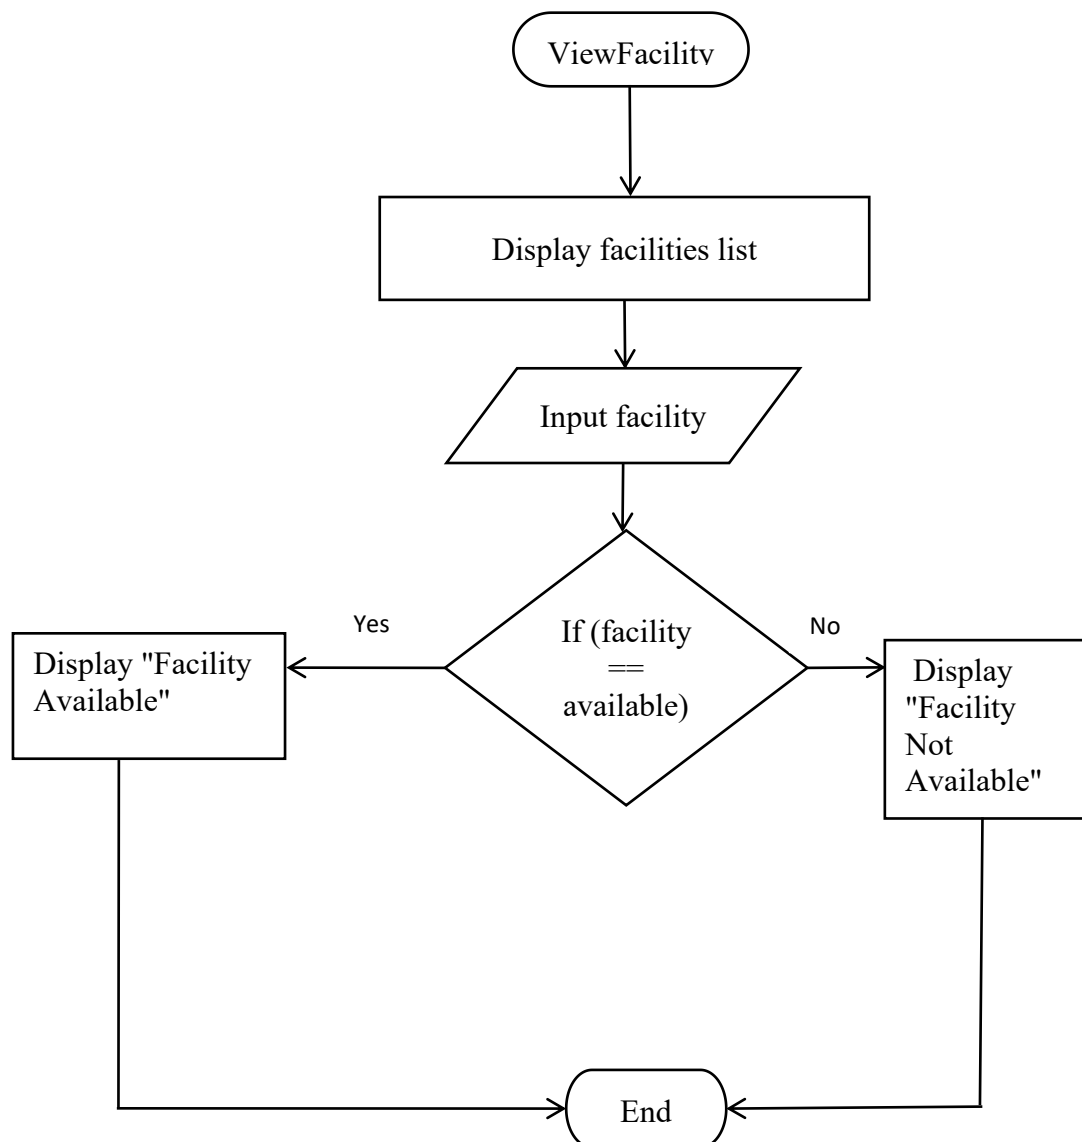 ViewFacility
Display facilities list
Input facility
If (facility
==
available)
Yes
No
Display "Facility
Available"
Display
"Facility
Not
Available"
End